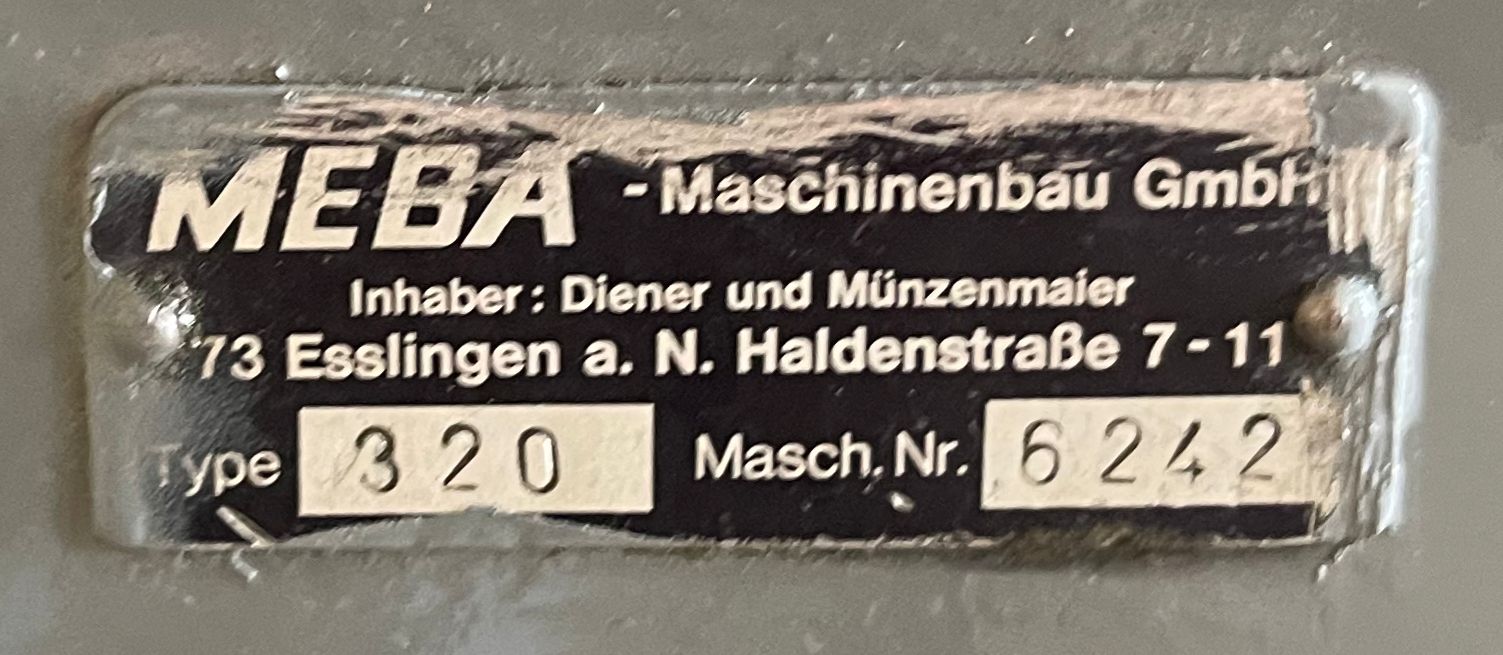 MEBA -Maschinenbau GmbH
Inhaber: Diener und Münzenmaier
73 Esslingen a. N. Haldenstraße 7-11
Type 320 Masch. Nr. 6242